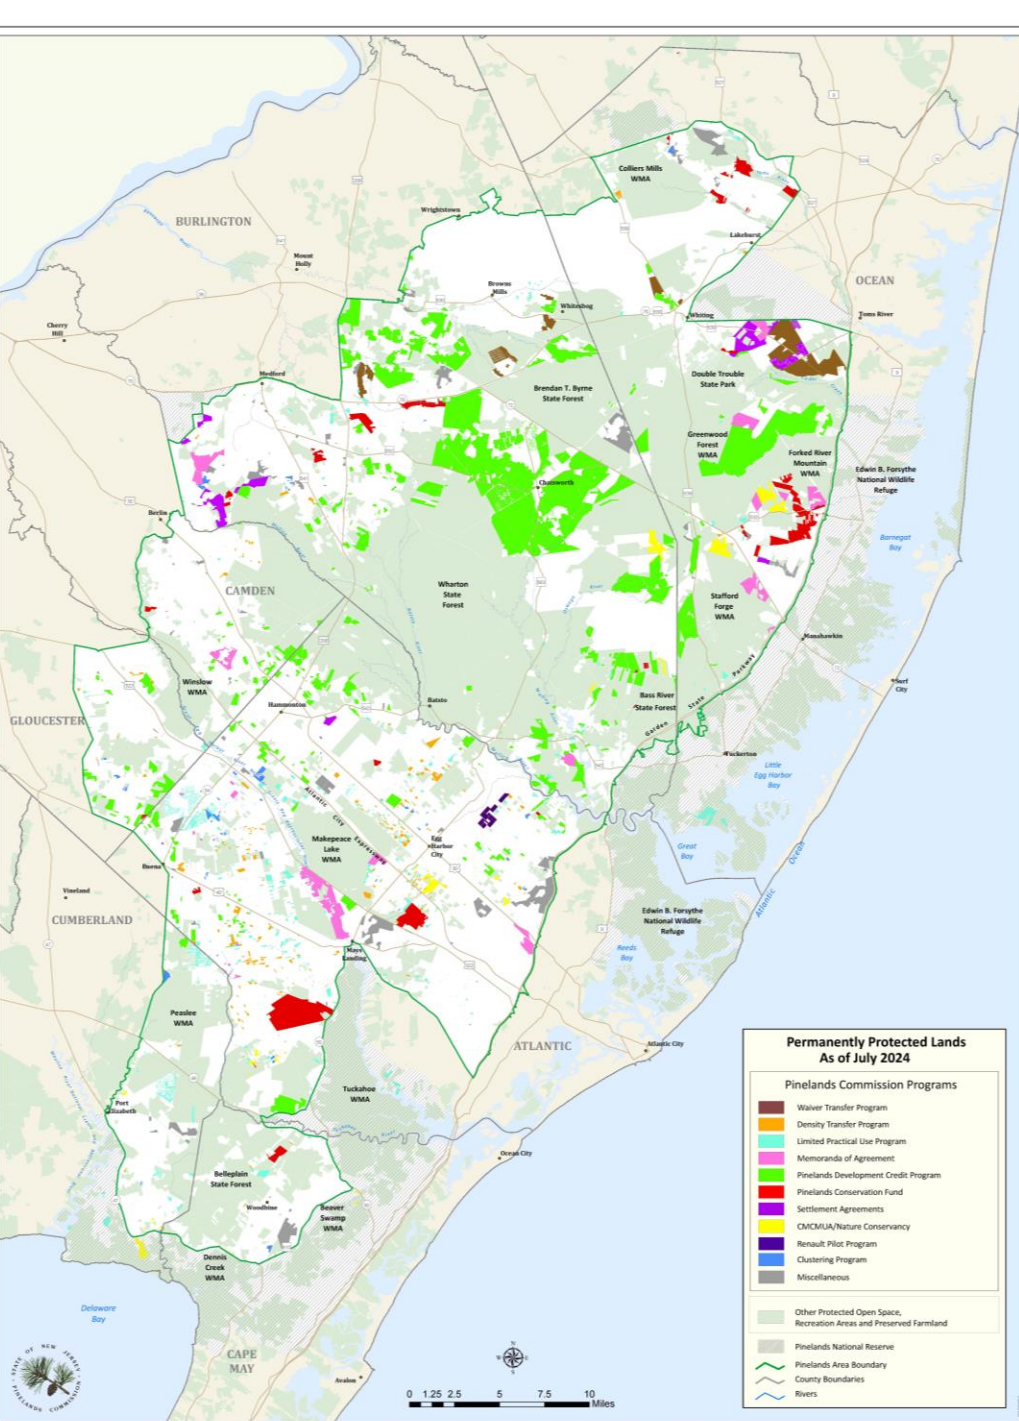 Colliers Mills
WMA
BURLINGTON
Wrightstown
Mount
Holly
Lakehurst
OCEAN
Browns
Mills
Whitesbog
Whiting
Toms River
Cherry
Hill
Medford
Double Trouble
State Park
Brendan T. Byrne
State Forest
Greenwood
Forest
WMA
Forked River
Mountain
WMA
Edwin B. Forsythe
National Wildlife
Refuge
Chatsworth
Berlin
Barnegat
Bay
CAMDEN
Wharton
State
Forest
Stafford
Forge
WMA
Manahawkin
Winslow
WMA
Surf
City
Hammonton
Batsto
Bass River
State Forest
Garden State Parkway
GLOUCESTER
Tuckerton
Little
Egg Harbor
Bay
Atlantic City Expressway
Makepeace
Lake
WMA
Egg
Harbor
City
Great
Bay
Buena
Vineland
CUMBERLAND
Edwin B. Forsythe
National Wildlife
Refuge
Atlantic Ocean
Reeds
Bay
Mays
Landing
Peaslee
WMA
ATLANTIC
Atlantic City
Tuckahoe
WMA
Port
Elizabeth
Ocean City
Belleplain
State Forest
Woodbine
Beaver
Swamp
WMA
Dennis
Creek
WMA
Delaware
Bay
CAPE
MAY
Avalon
Permanently Protected Lands
As of July 2024
Pinelands Commission Programs
Waiver Transfer Program
Density Transfer Program
Limited Practical Use Program
Memoranda of Agreement
Pinelands Development Credit Program
Pinelands Conservation Fund
Settlement Agreements
CMCMUA/Nature Conservancy
Renault Pilot Program
Clustering Program
Miscellaneous
Other Protected Open Space,
Recreation Areas and Preserved Farmland
Pinelands National Reserve
Pinelands Area Boundary
County Boundaries
Rivers
STATE OF NEW JERSEY
PINELANDS COMMISSION
N
W E
S
0 1.25 2.5 5 7.5 10
Miles